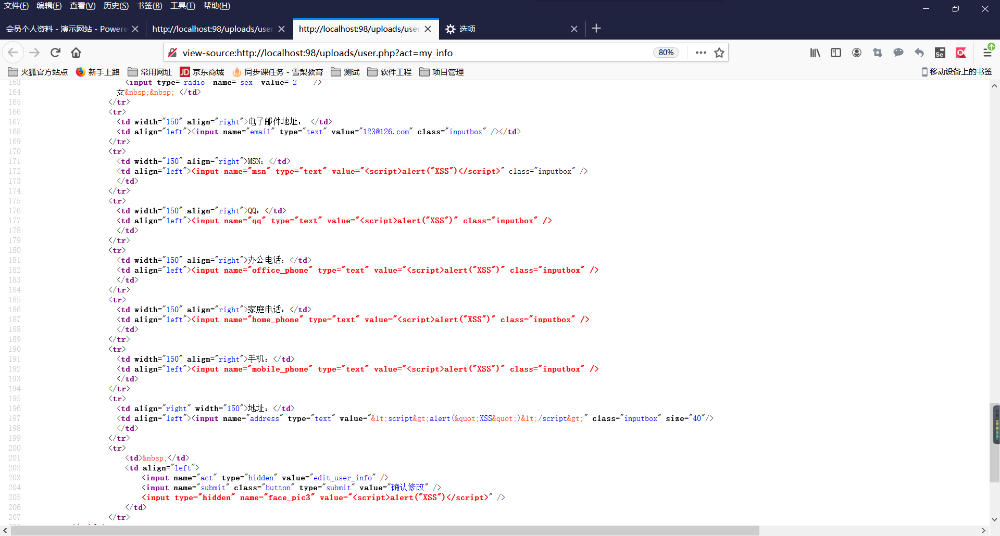 文件(F) 编辑(E) 查看(V) 历史(S) 书签(B) 工具(T) 帮助(H)
会员个人资料 - 演示网站 - Powere http://localhost:98/uploads/user http://localhost:98/uploads/user 选项
view-source:http://localhost:98/uploads/user.php?act=my_info 80% Se
火狐官方站点 新手上路 常用网址 JD 京东商城 同步课任务 - 雪梨教育 测试 软件工程 项目管理 移动设备上的书签
163 <input type="radio" name="sex" value="2" />
164 女&nbsp;&nbsp; </td>
165 </tr>
166 <tr>
167 <td width="150" align="right">电子邮件地址： </td>
168 <td align="left"><input name="email" type="text" value="123@126.com" class="inputbox" /></td>
169 </tr>
170 <tr>
171 <td width="150" align="right">MSN：</td>
172 <td align="left"><input name="msn" type="text" value="<script>alert("XSS")</script>" class="inputbox" />
173 </td>
174 </tr>
175 <tr>
176 <td width="150" align="right">QQ：</td>
177 <td align="left"><input name="qq" type="text" value="<script>alert("XSS")" class="inputbox" />
178 </td>
179 </tr>
180 <tr>
181 <td width="150" align="right">办公电话：</td>
182 <td align="left"><input name="office_phone" type="text" value="<script>alert("XSS")" class="inputbox" />
183 </td>
184 </tr>
185 <tr>
186 <td width="150" align="right">家庭电话：</td>
187 <td align="left"><input name="home_phone" type="text" value="<script>alert("XSS")" class="inputbox" />
188 </td>
189 </tr>
190 <tr>
191 <td width="150" align="right">手机：</td>
192 <td align="left"><input name="mobile_phone" type="text" value="<script>alert("XSS")" class="inputbox" />
193 </td>
194 </tr>
195 <tr>
196 <td align="right" width="150">地址：</td>
197 <td align="left"><input name="address" type="text" value="&lt;script&gt;alert(&quot;XSS&quot;)&lt;/script&gt;" class="inputbox" size="40"/>
198 </td>
199 </tr>
200 <tr>
201 <td>&nbsp;</td>
202 <td align="left">
203 <input name="act" type="hidden" value="edit_user_info" />
204 <input name="submit" class="button" type="submit" value="确认修改" />
205 <input type="hidden" name="face_pic3" value="<script>alert("XSS")</script>" />
206 </td>
207 </tr>